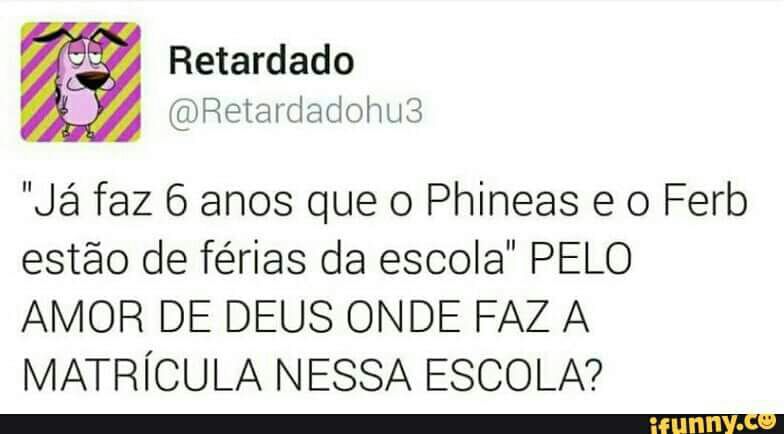 Retardado
@Retardadohu3
"Já faz 6 anos que o Phineas e o Ferb
estão de férias da escola" PELO
AMOR DE DEUS ONDE FAZ A
MATRÍCULA NESSA ESCOLA?
ifunny.co